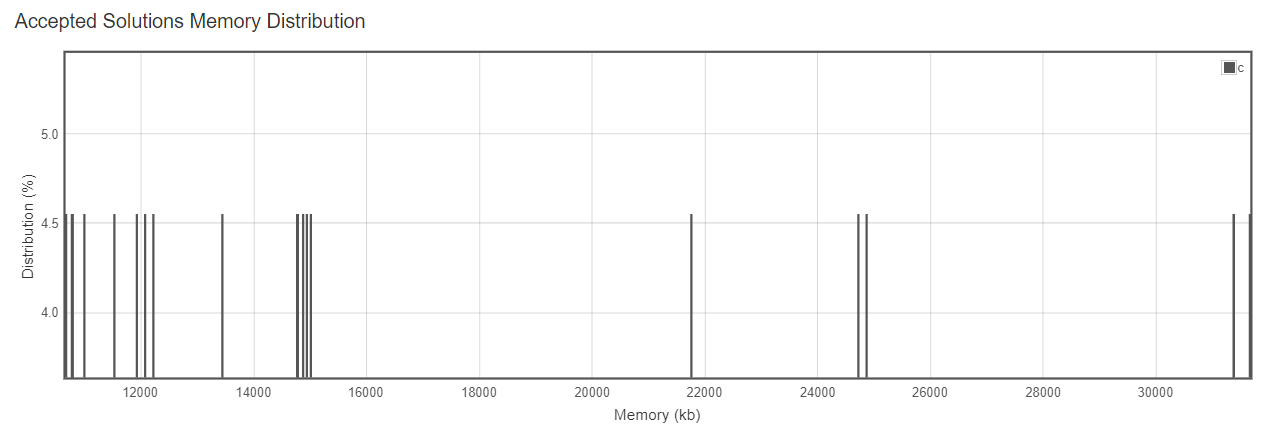 Accepted Solutions Memory Distribution
c
5.0
4.5
4.0
Distribution (%)
12000 14000 16000 18000 20000 22000 24000 26000 28000 30000
Memory (kb)